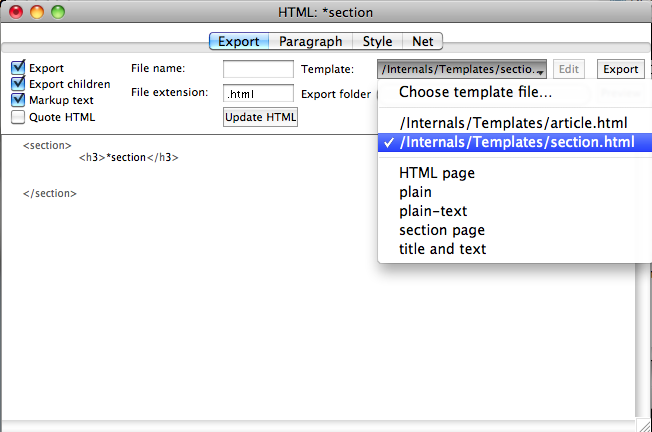 HTML: *section
Export Paragraph Style Net
Export
Export children
Markup text
Quote HTML
File name:
File extension: .html
Update HTML
Template: /Internals/Templates/sectio... Edit Export
Export folder
Choose template file...
/Internals/Templates/article.html
✓ /Internals/Templates/section.html
HTML page
plain
plain-text
section page
title and text
<section>
<h3>*section</h3>
</section>